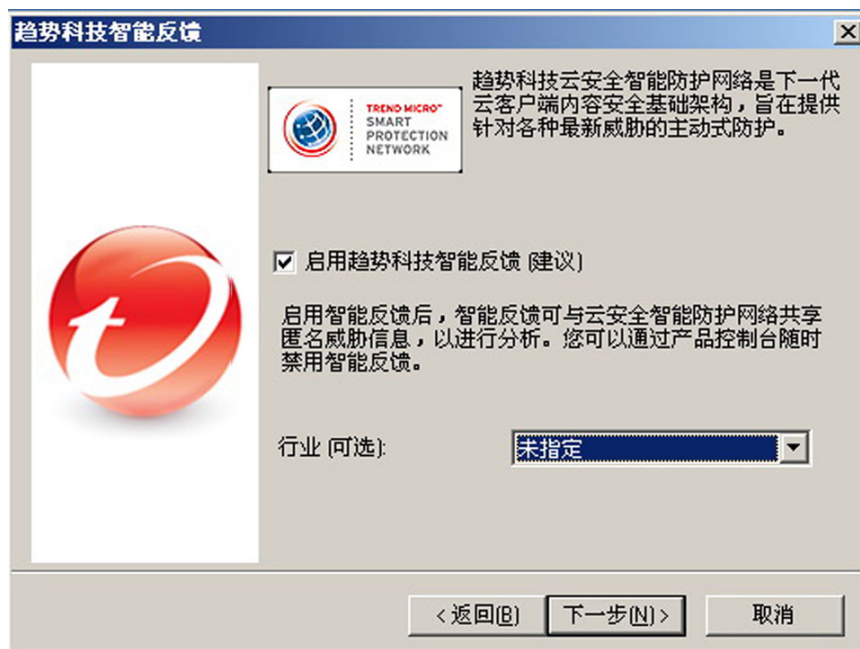 趋势科技智能反馈
TREND MICRO™
SMART
PROTECTION
NETWORK
趋势科技云安全智能防护网络是下一代
云客户端内容安全基础架构，旨在提供
针对各种最新威胁的主动式防护。
启用趋势科技智能反馈 (建议)
启用智能反馈后，智能反馈可与云安全智能防护网络共享
匿名威胁信息，以进行分析。您可以通过产品控制台随时
禁用智能反馈。
行业 (可选): 未指定
< 返回(B) 下一步(N) > 取消